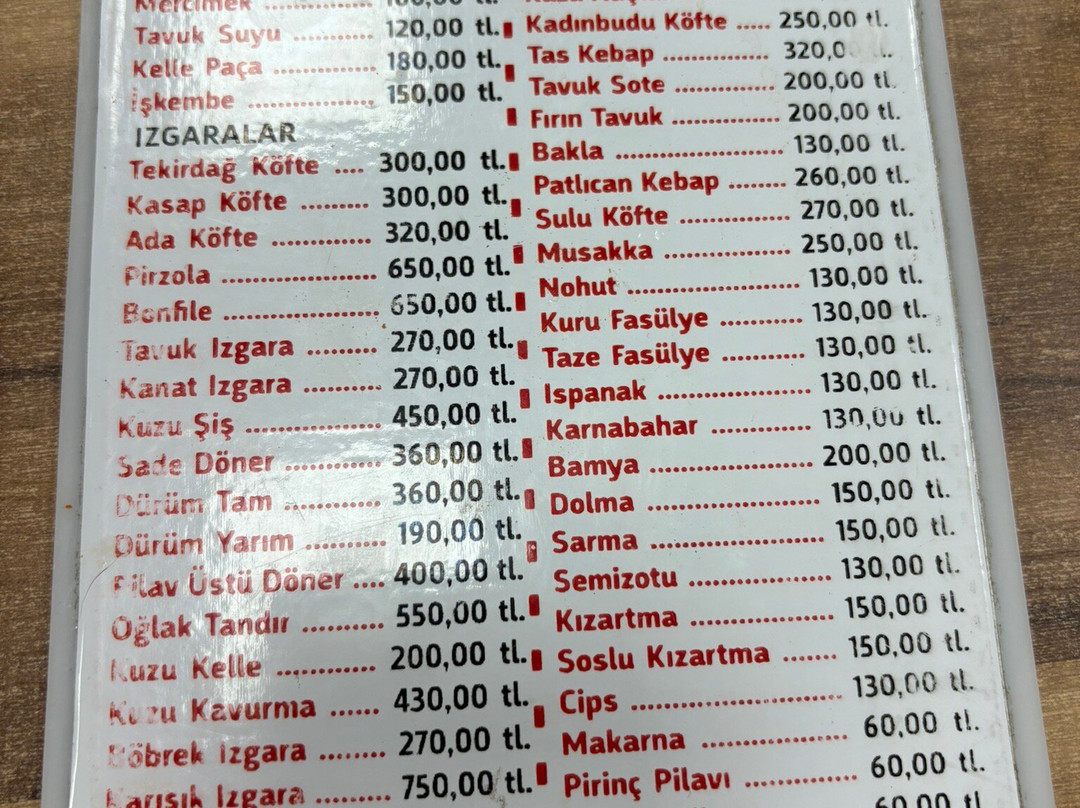 Mercimek
Tavuk Suyu ............ 120,00 tl.
Kelle Paça ............... 180,00 tl.
İşkembe .................. 150,00 tl.
IZGARALAR
Tekirdağ Köfte .... 300,00 tl.
Kasap Köfte ......... 300,00 tl.
Ada Köfte ............. 320,00 tl.
Pirzola .................... 650,00 tl.
Bonfile .................... 650,00 tl.
Tavuk Izgara ......... 270,00 tl.
Kanat Izgara .......... 270,00 tl.
Kuzu Şiş .................. 450,00 tl.
Sade Döner ............ 360,00 tl.
Dürüm Tam ............ 360,00 tl.
Dürüm Yarım .......... 190,00 tl.
Pilav Üstü Döner .... 400,00 tl.
Oğlak Tandır .......... 550,00 tl.
Kuzu Kelle ............. 200,00 tl.
Kuzu Kavurma ...... 430,00 tl.
Böbrek Izgara ........ 270,00 tl.
Karışık Izgara ......... 750,00 tl.
Kadınbudu Köfte ..... 250,00 tl.
Tas Kebap ............... 320,0
Tavuk Sote .............. 200,00 tl.
Fırın Tavuk .............. 200,00 tl.
Bakla ...................... 130,00 tl.
Patlıcan Kebap ........ 260,00 tl.
Sulu Köfte ............... 270,00 tl.
Musakka .................. 250,00 tl.
Nohut ...................... 130,00 tl.
Kuru Fasülye ........... 130,00 tl.
Taze Fasülye ........... 130,00 tl.
Ispanak .................... 130,00 tl.
Karnabahar .............. 130,00 tl.
Bamya ...................... 200,00 tl.
Dolma ....................... 150,00 tl.
Sarma ....................... 150,00 tl.
Semizotu .................. 130,00 tl.
Kızartma .................. 150,00 tl.
Soslu Kızartma ....... 150,00 tl.
Cips .......................... 130,00 tl.
Makarna .................. 60,00 tl.
Pirinç Pilavı ............. 60,00 tl.
60,00 tl